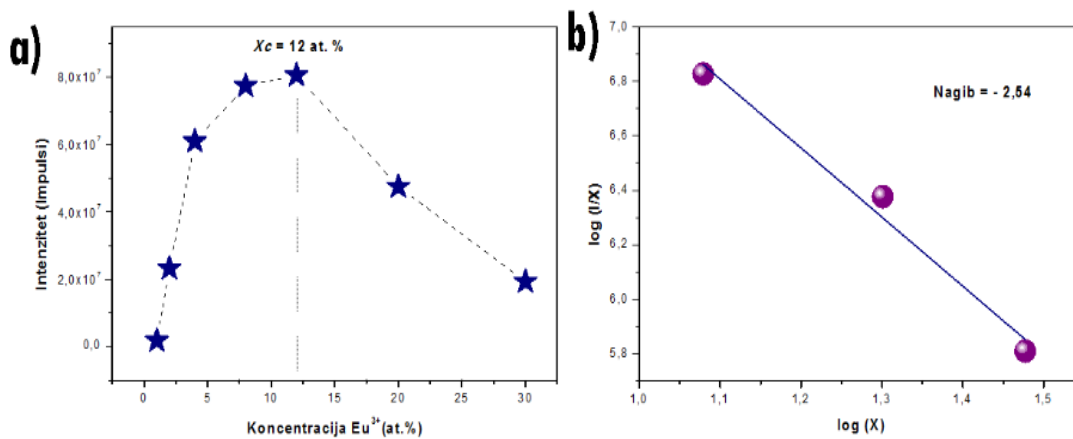 a)
Xc = 12 at. %
Intenzitet (Impulsi)
8,0x10⁷
6,0x10⁷
4,0x10⁷
2,0x10⁷
0,0
0 5 10 15 20 25 30
Koncentracija Eu³⁺(at.%)
b)
Nagib = - 2,54
log (I/X)
7,0
6,8
6,6
6,4
6,2
6,0
5,8
1,0 1,1 1,2 1,3 1,4 1,5
log (X)